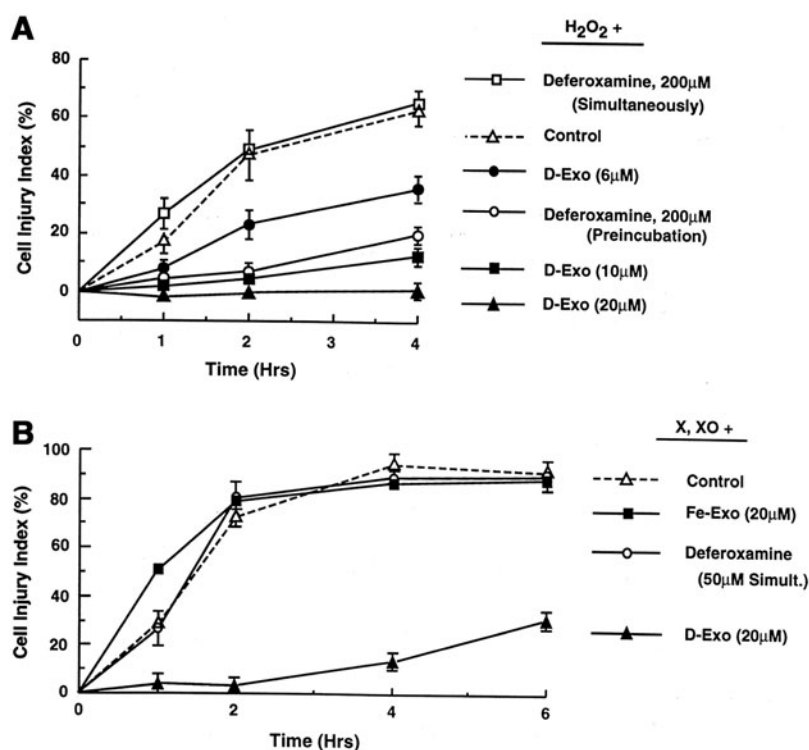 A
H₂O₂ +
Cell Injury Index (%)
80
60
40
20
0
0
1
2
3
4
Time (Hrs)
Deferoxamine, 200μM
(Simultaneously)
Control
D-Exo (6μM)
Deferoxamine, 200μM
(Preincubation)
D-Exo (10μM)
D-Exo (20μM)
B
X, XO +
Cell Injury Index (%)
100
80
60
40
20
0
0
2
4
6
Time (Hrs)
Control
Fe-Exo (20μM)
Deferoxamine
(50μM Simult.)
D-Exo (20μM)